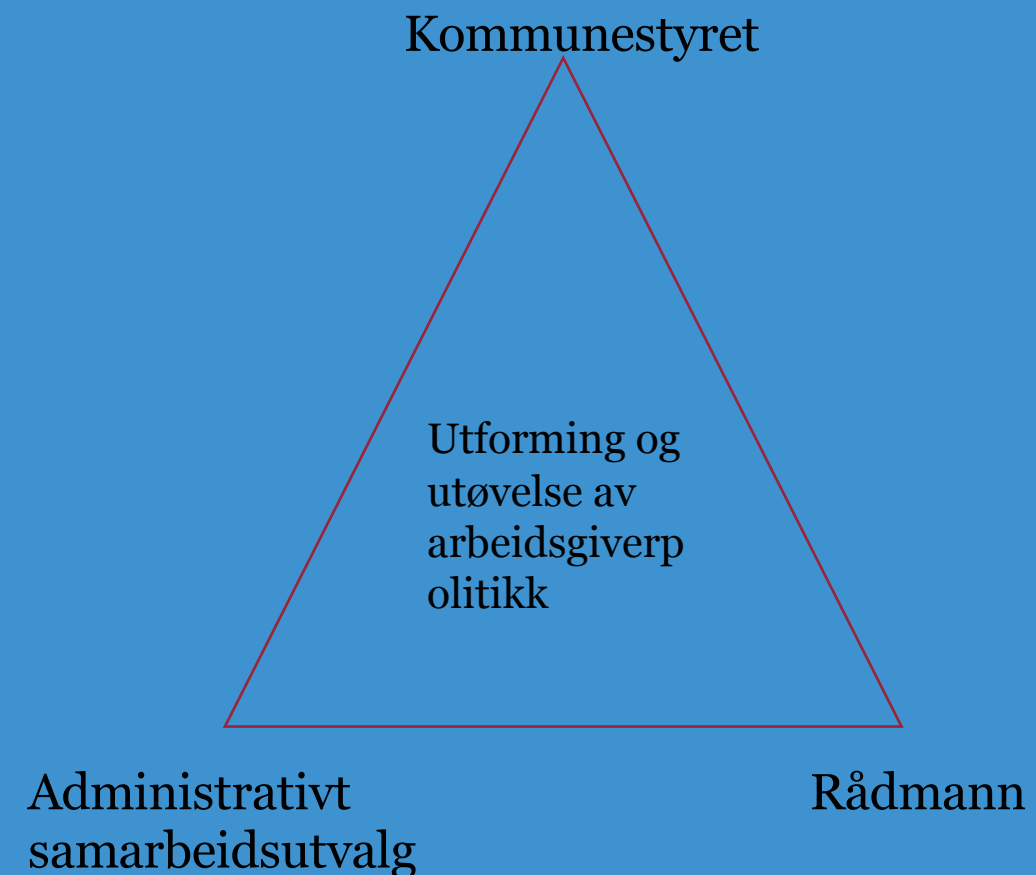 Kommunestyret
Utforming og
utøvelse av
arbeidsgiverp
olitikk
Administrativt
samarbeidsutvalg
Rådmann